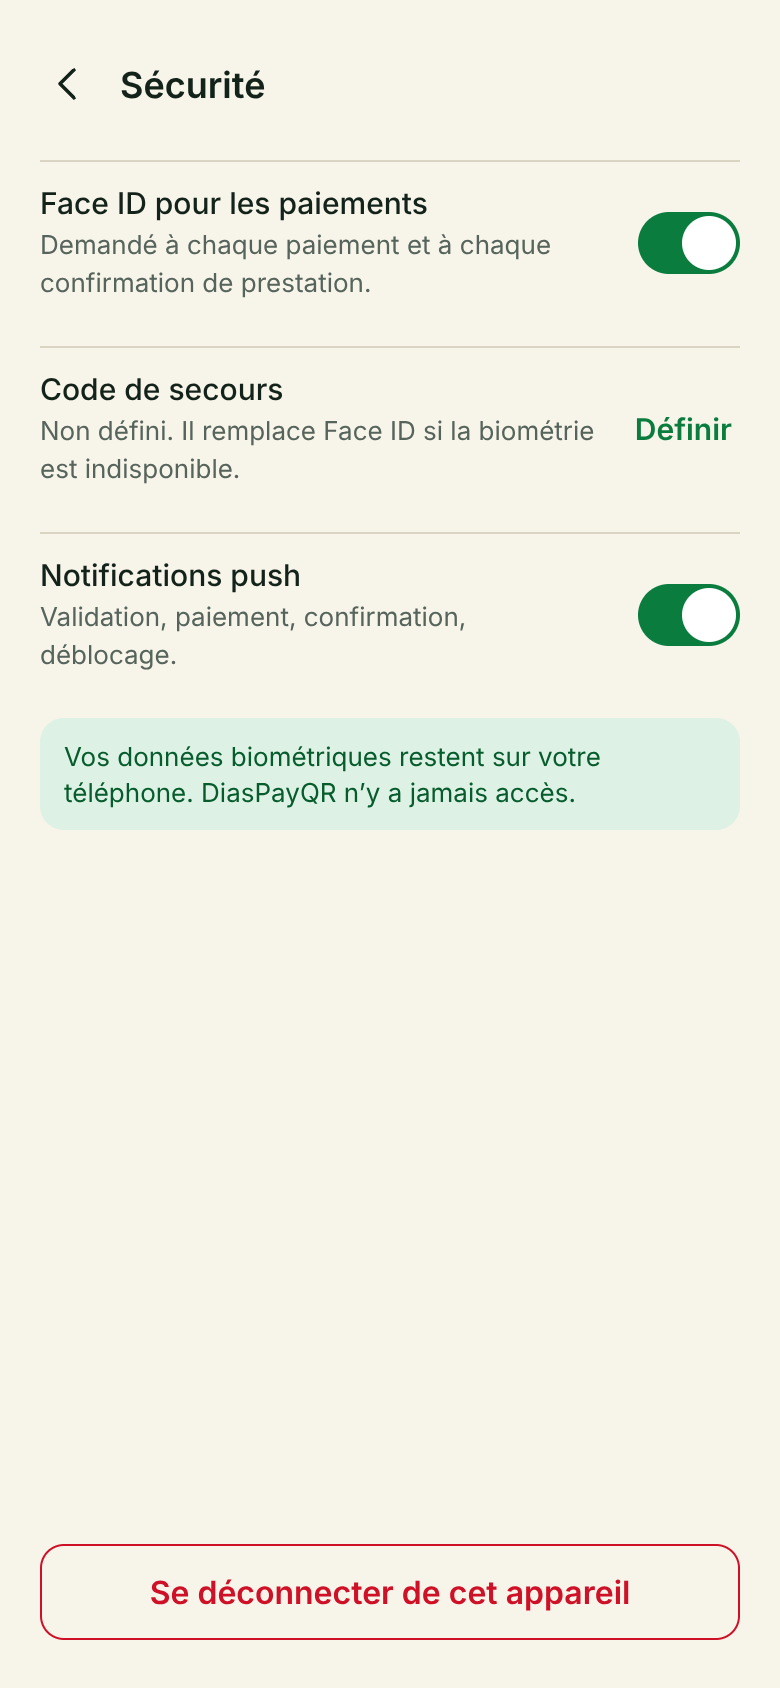 Sécurité
Face ID pour les paiements
Demandé à chaque paiement et à chaque
confirmation de prestation.
Code de secours
Non défini. Il remplace Face ID si la biométrie
est indisponible.
Définir
Notifications push
Validation, paiement, confirmation,
déblocage.
Vos données biométriques restent sur votre
téléphone. DiasPayQR n’y a jamais accès.
Se déconnecter de cet appareil